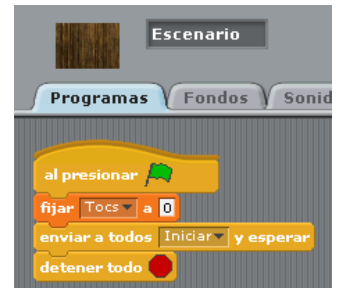 Escenario
Programas Fondos Sonid
al presionar
fijar Tocs a 0
enviar a todos Iniciar y esperar
detener todo